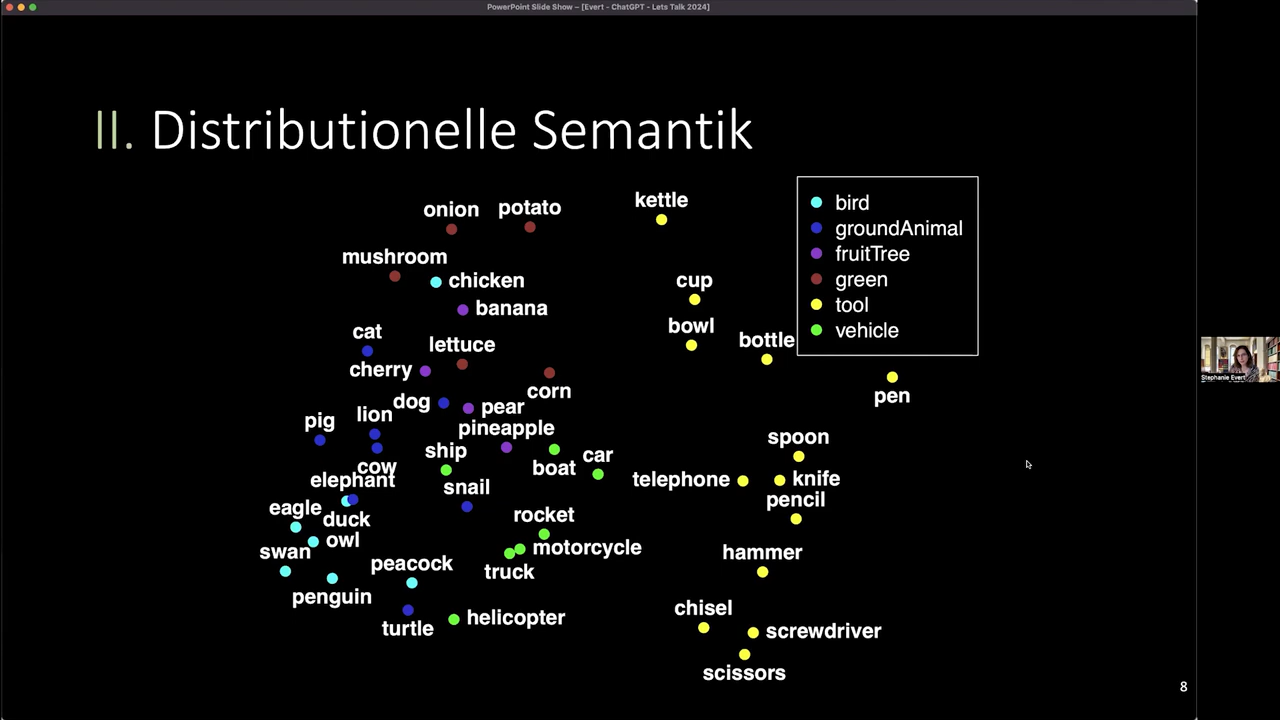 PowerPoint Slide Show – [Evert - ChatGPT - Lets Talk 2024]
II. Distributionelle Semantik
onion
potato
kettle
mushroom
chicken
cup
banana
bowl
cat
lettuce
bottle
cherry
corn
pen
dog
pear
pig
lion
pineapple
spoon
ship
car
cow
boat
telephone
knife
elephant
snail
pencil
eagle
duck
rocket
owl
motorcycle
swan
hammer
peacock
truck
penguin
chisel
turtle
helicopter
screwdriver
scissors
bird
groundAnimal
fruitTree
green
tool
vehicle
Stephanie Evert
8